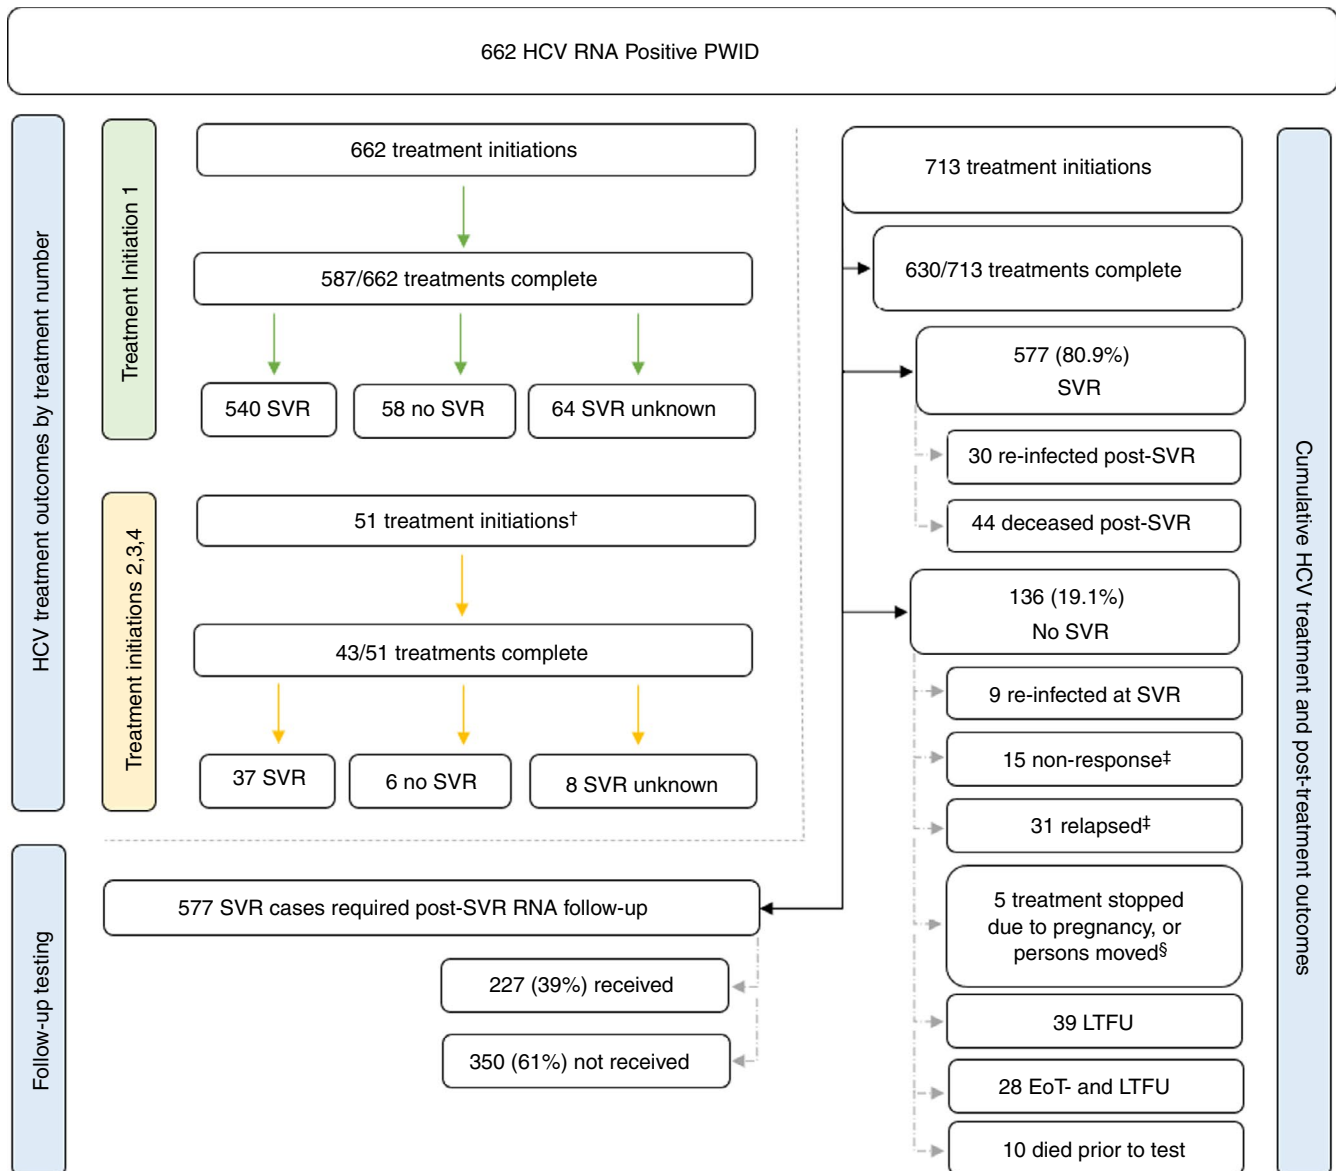 662 HCV RNA Positive PWID
HCV treatment outcomes by treatment number
Treatment Initiation 1
662 treatment initiations
587/662 treatments complete
540 SVR
58 no SVR
64 SVR unknown
Treatment initiations 2,3,4
51 treatment initiations†
43/51 treatments complete
37 SVR
6 no SVR
8 SVR unknown
Follow-up testing
577 SVR cases required post-SVR RNA follow-up
227 (39%) received
350 (61%) not received
713 treatment initiations
630/713 treatments complete
577 (80.9%)
SVR
30 re-infected post-SVR
44 deceased post-SVR
136 (19.1%)
No SVR
9 re-infected at SVR
15 non-response‡
31 relapsed‡
5 treatment stopped
due to pregnancy, or
persons moved§
39 LTFU
28 EoT- and LTFU
10 died prior to test
Cumulative HCV treatment and post-treatment outcomes